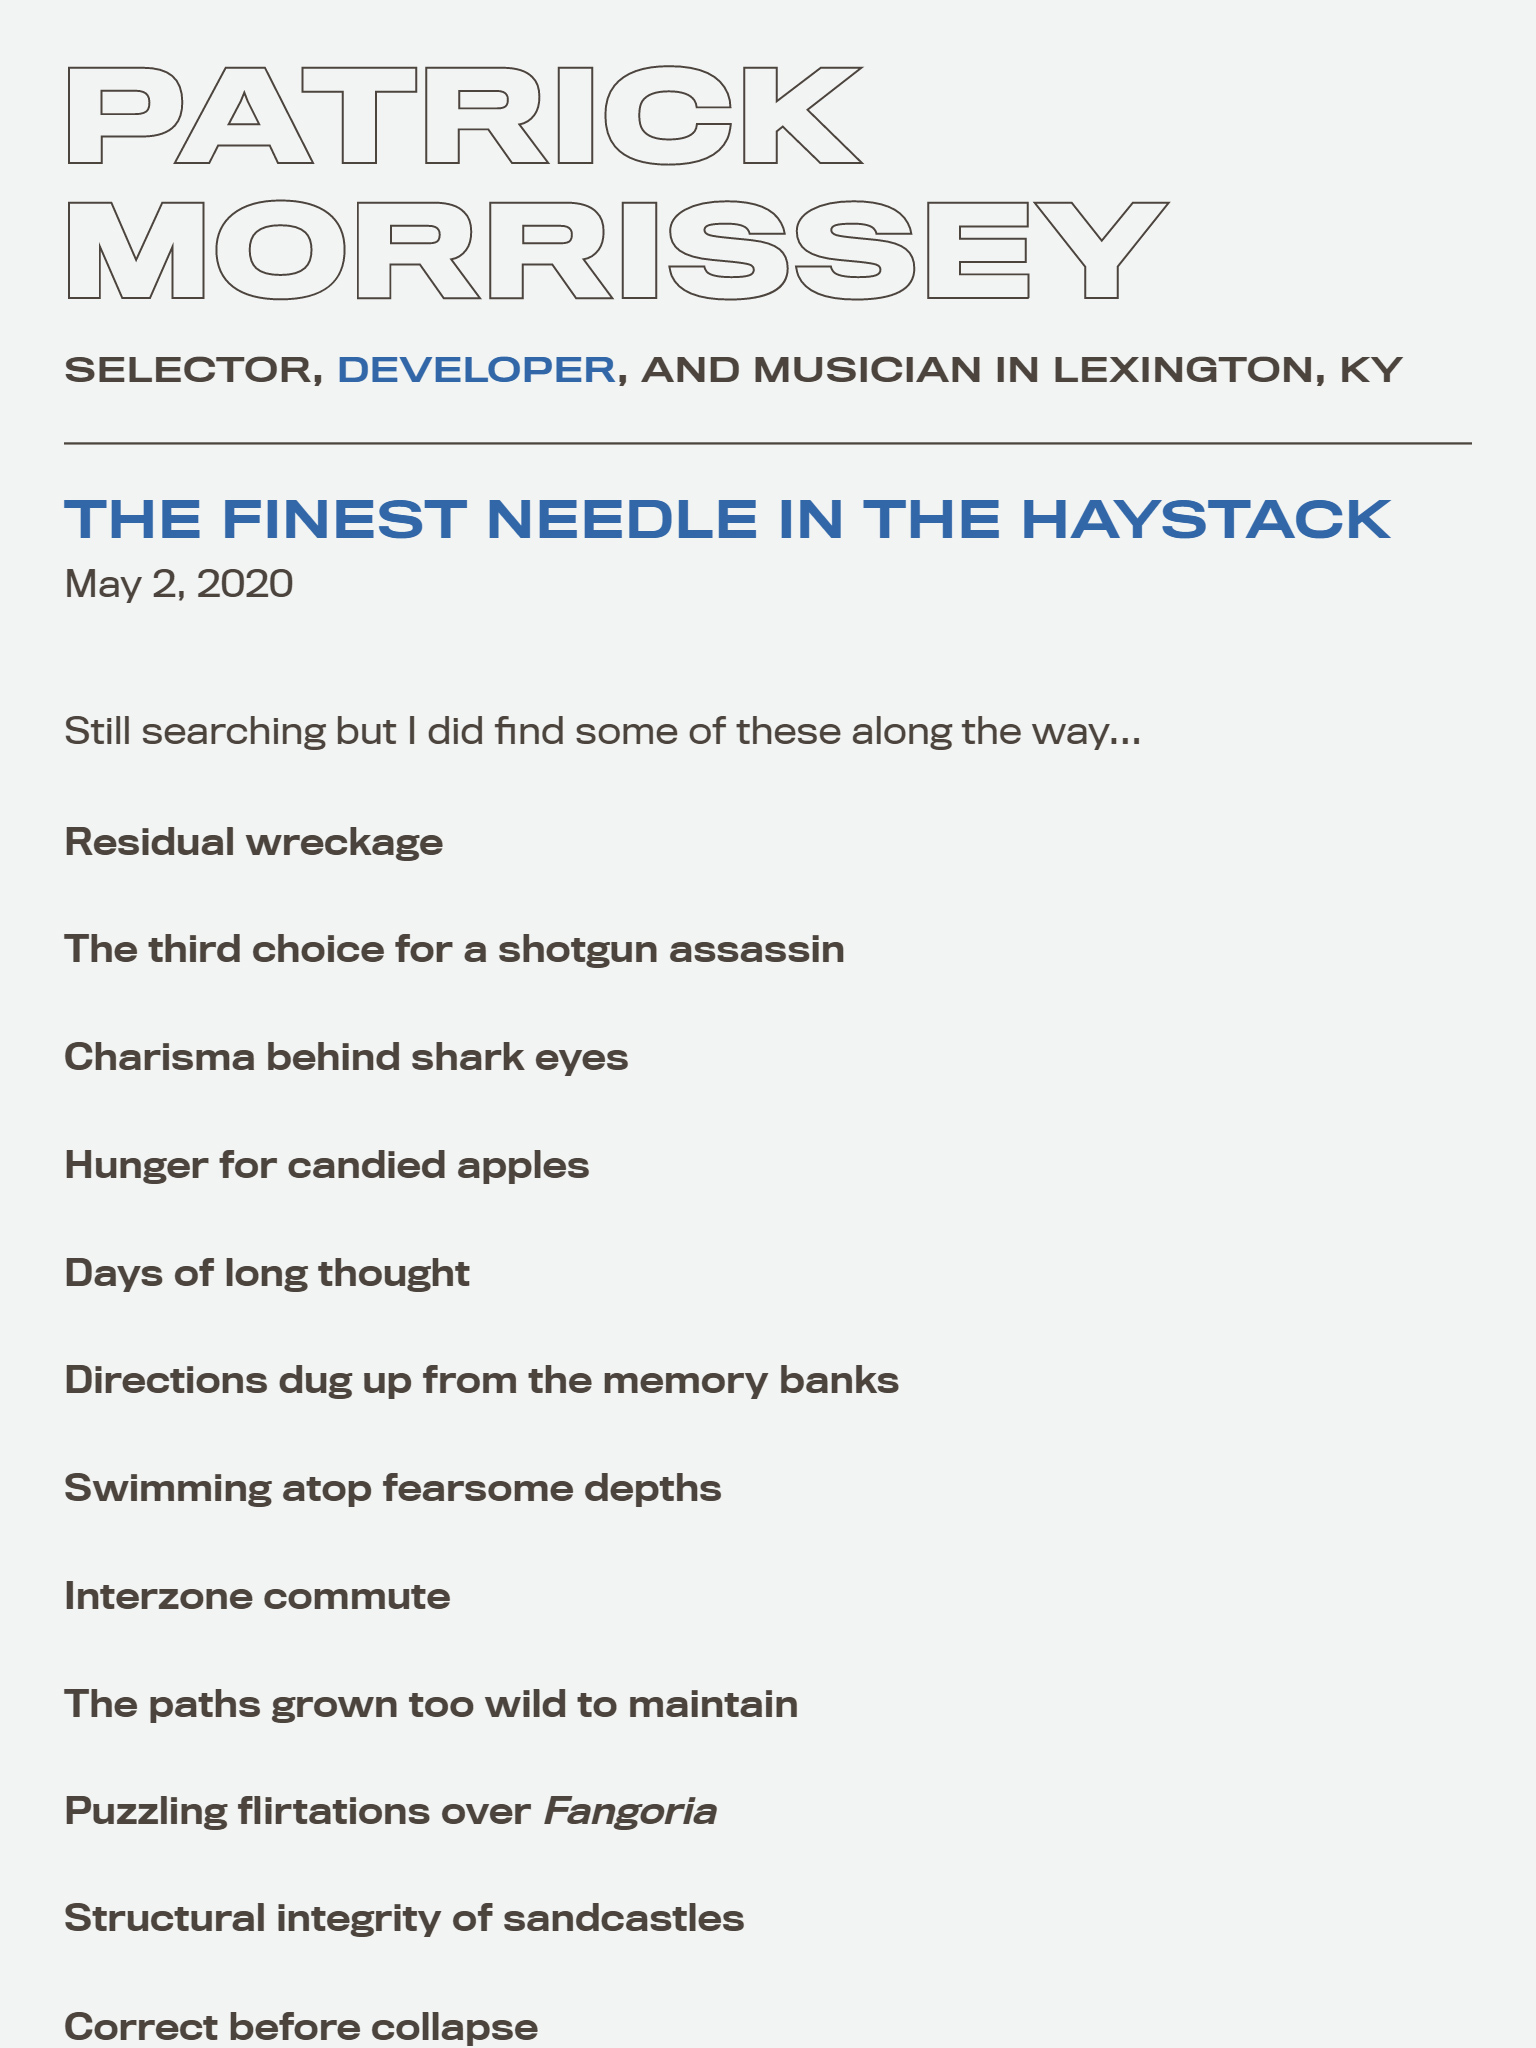 PATRICK
MORRISSEY
SELECTOR, DEVELOPER, AND MUSICIAN IN LEXINGTON, KY
THE FINEST NEEDLE IN THE HAYSTACK
May 2, 2020
Still searching but I did find some of these along the way...
Residual wreckage
The third choice for a shotgun assassin
Charisma behind shark eyes
Hunger for candied apples
Days of long thought
Directions dug up from the memory banks
Swimming atop fearsome depths
Interzone commute
The paths grown too wild to maintain
Puzzling flirtations over Fangoria
Structural integrity of sandcastles
Correct before collapse